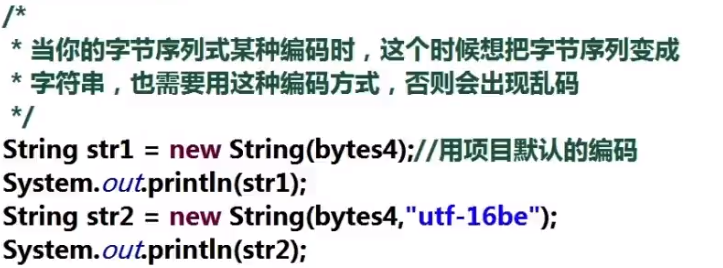 /*
* 当你的字节序列式某种编码时，这个时候想把字节序列变成
* 字符串，也需要用这种编码方式，否则会出现乱码
*/
String str1 = new String(bytes4);//用项目默认的编码
System.out.println(str1);
String str2 = new String(bytes4,"utf-16be");
System.out.println(str2);